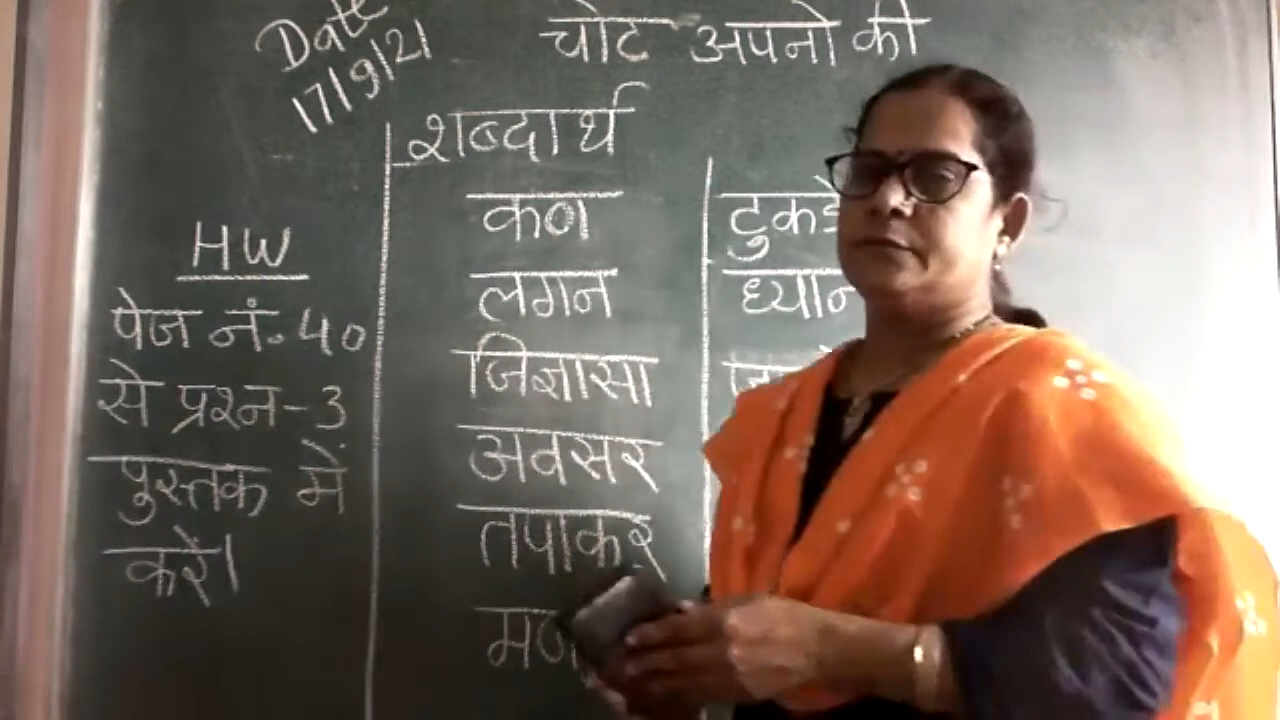 Date
17/9/21
चोट अपनो की
शब्दार्थ
HW
पेज नं. 40
से प्रश्न-3
पुस्तक में
करें।
कण
लगन
जिज्ञासा
अवसर
तपाकर